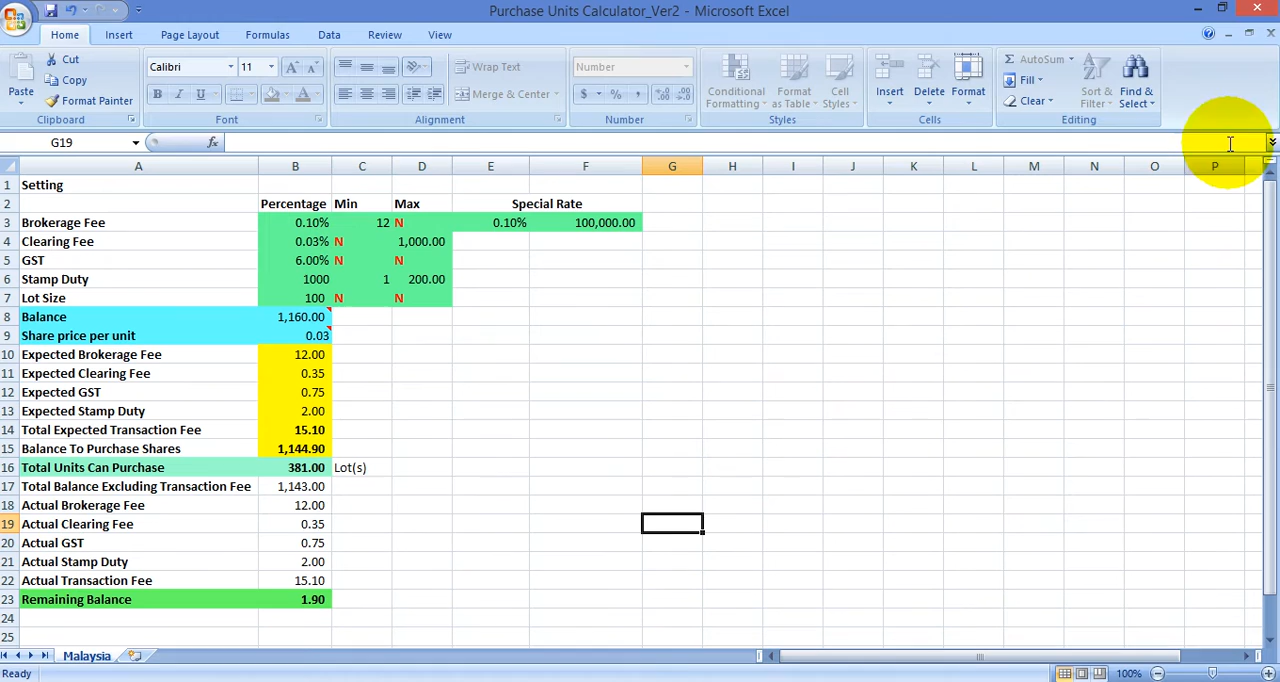 Purchase Units Calculator_Ver2 - Microsoft Excel
Home Insert Page Layout Formulas Data Review View
Paste
Cut
Copy
Format Painter
Clipboard
Calibri 11
A A
B I U A
Font
Wrap Text
Merge & Center
Alignment
Number
$ % ,
Number
Conditional Formatting
Format as Table
Cell Styles
Styles
Insert Delete Format
Cells
Σ AutoSum
Fill
Clear
Sort & Filter
Find & Select
Editing
G19 fx
A B C D E F G H I J K L M N O P
1 Setting
2 Percentage Min Max Special Rate
3 Brokerage Fee 0.10% 12 N 0.10% 100,000.00
4 Clearing Fee 0.03% N 1,000.00
5 GST 6.00% N N
6 Stamp Duty 1000 1 200.00
7 Lot Size 100 N N
8 Balance 1,160.00
9 Share price per unit 0.03
10 Expected Brokerage Fee 12.00
11 Expected Clearing Fee 0.35
12 Expected GST 0.75
13 Expected Stamp Duty 2.00
14 Total Expected Transaction Fee 15.10
15 Balance To Purchase Shares 1,144.90
16 Total Units Can Purchase 381.00 Lot(s)
17 Total Balance Excluding Transaction Fee 1,143.00
18 Actual Brokerage Fee 12.00
19 Actual Clearing Fee 0.35
20 Actual GST 0.75
21 Actual Stamp Duty 2.00
22 Actual Transaction Fee 15.10
23 Remaining Balance 1.90
24
25
Malaysia
Ready 100%